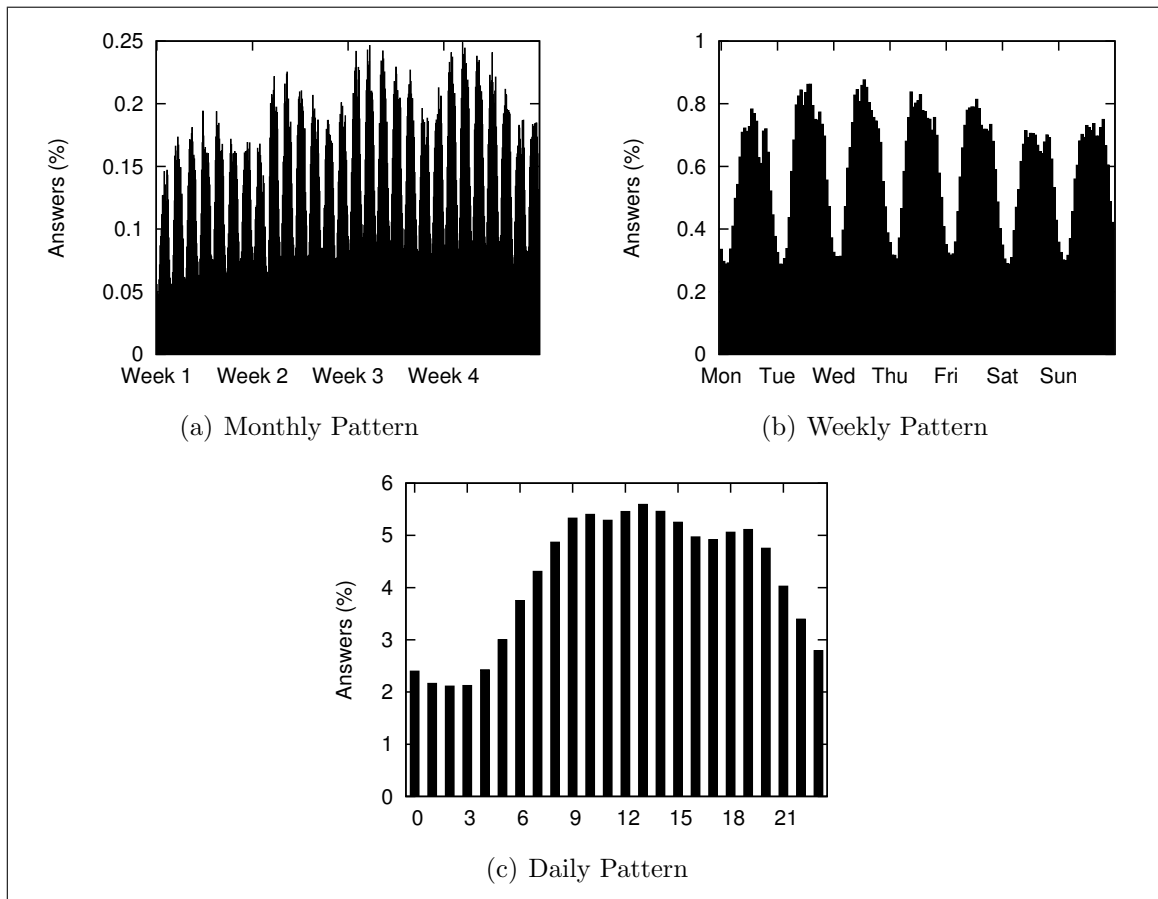 0.25
0.2
0.15
0.1
0.05
0
Answers (%)
Week 1 Week 2 Week 3 Week 4
(a) Monthly Pattern
1
0.8
0.6
0.4
0.2
0
Answers (%)
Mon Tue Wed Thu Fri Sat Sun
(b) Weekly Pattern
6
5
4
3
2
1
0
Answers (%)
0 3 6 9 12 15 18 21
(c) Daily Pattern